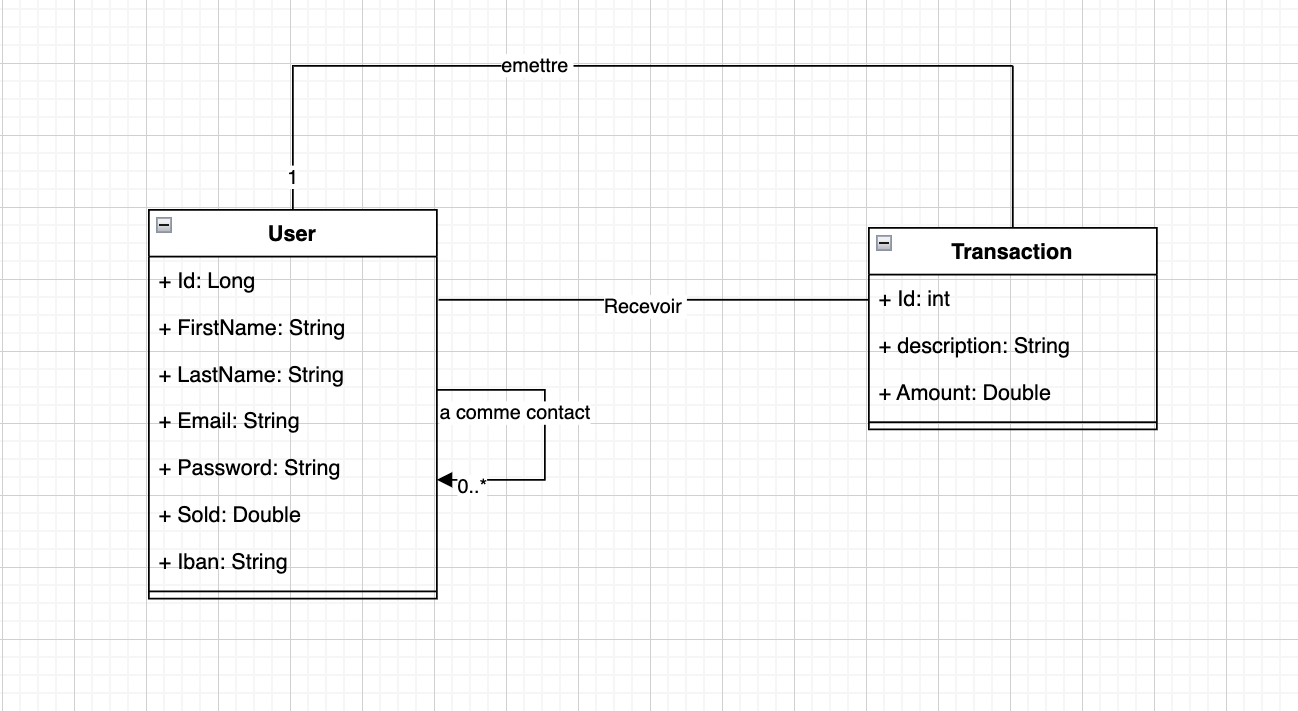 emettre
1
User
+ Id: Long
+ FirstName: String
+ LastName: String
+ Email: String
+ Password: String
+ Sold: Double
+ Iban: String
Recevoir
a comme contact
0..*
Transaction
+ Id: int
+ description: String
+ Amount: Double